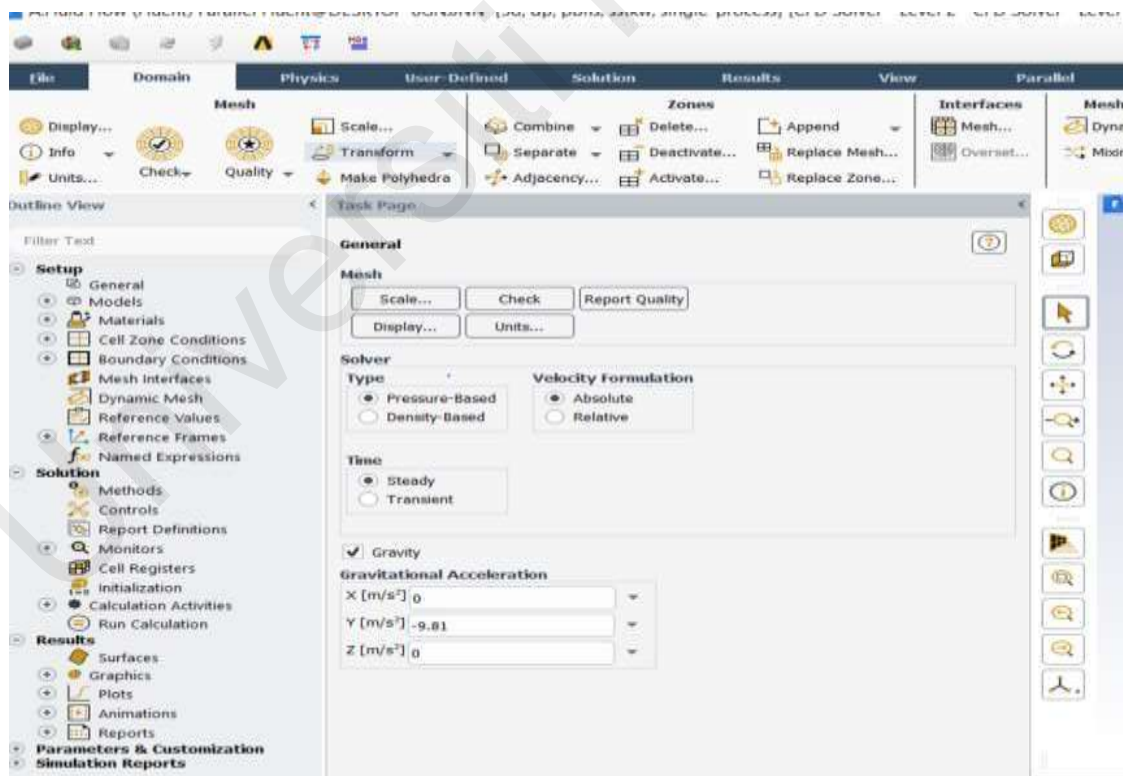 File Domain Physics User-Defined Solution Results View Parallel
Mesh Zones Interfaces Mesh
Display... Scale... Combine Delete... Append Mesh... Dyna
Info Transform Separate Deactivate... Replace Mesh... Overset... Mixin
Units... Check Quality Make Polyhedra Adjacency... Activate... Replace Zone...
Outline View < Task Page <
Filter Text
General
Setup
General
Models
Materials
Cell Zone Conditions
Boundary Conditions
Mesh Interfaces
Dynamic Mesh
Reference Values
Reference Frames
Named Expressions
Solution
Methods
Controls
Report Definitions
Monitors
Cell Registers
Initialization
Calculation Activities
Run Calculation
Results
Surfaces
Graphics
Plots
Animations
Reports
Parameters & Customization
Simulation Reports
Mesh
Scale... Check Report Quality
Display... Units...
Solver
Type Velocity Formulation
Pressure-Based Absolute
Density-Based Relative
Time
Steady
Transient
Gravity
Gravitational Acceleration
X [m/s²] 0
Y [m/s²] -9.81
Z [m/s²] 0
Universiti